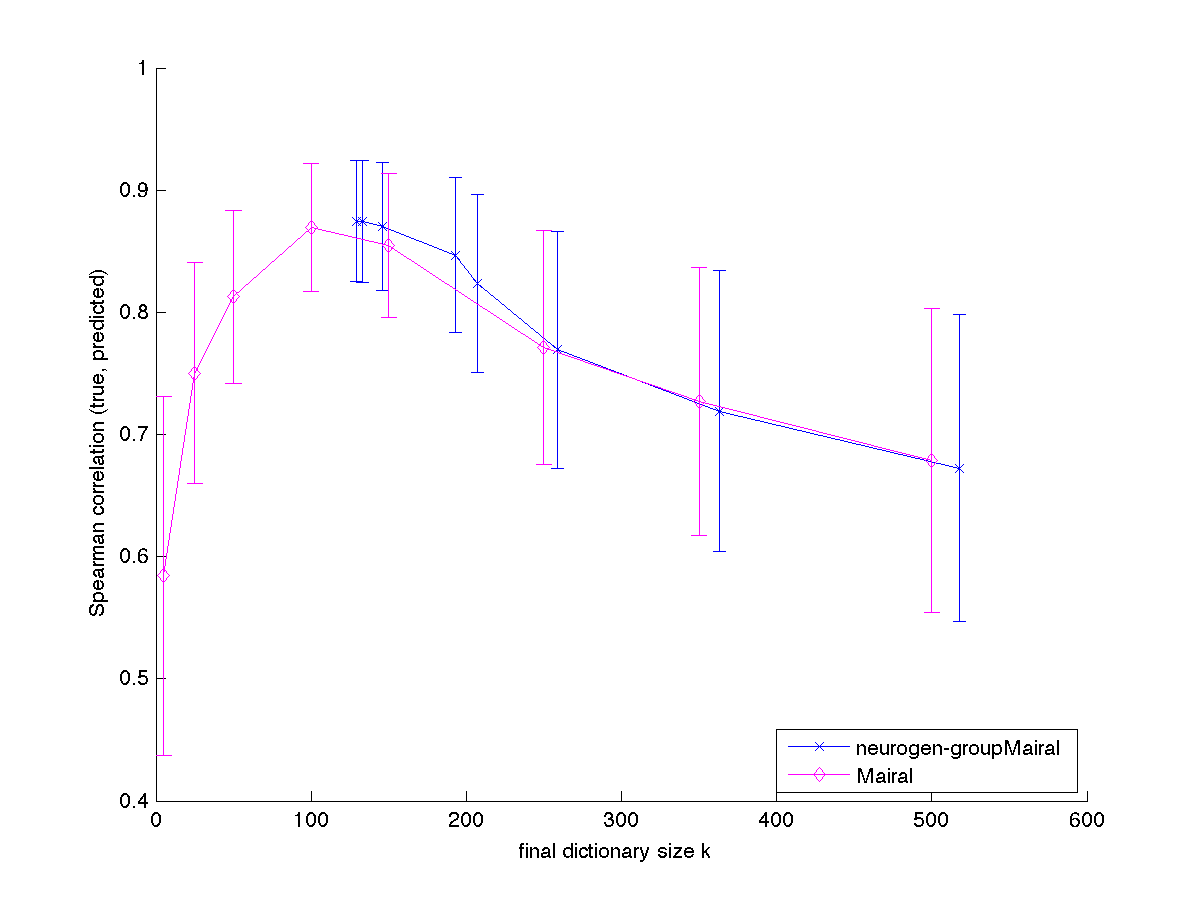 1
0.9
0.8
0.7
0.6
0.5
0.4
Spearman correlation (true, predicted)
0 100 200 300 400 500 600
final dictionary size k
neurogen-groupMairal
Mairal